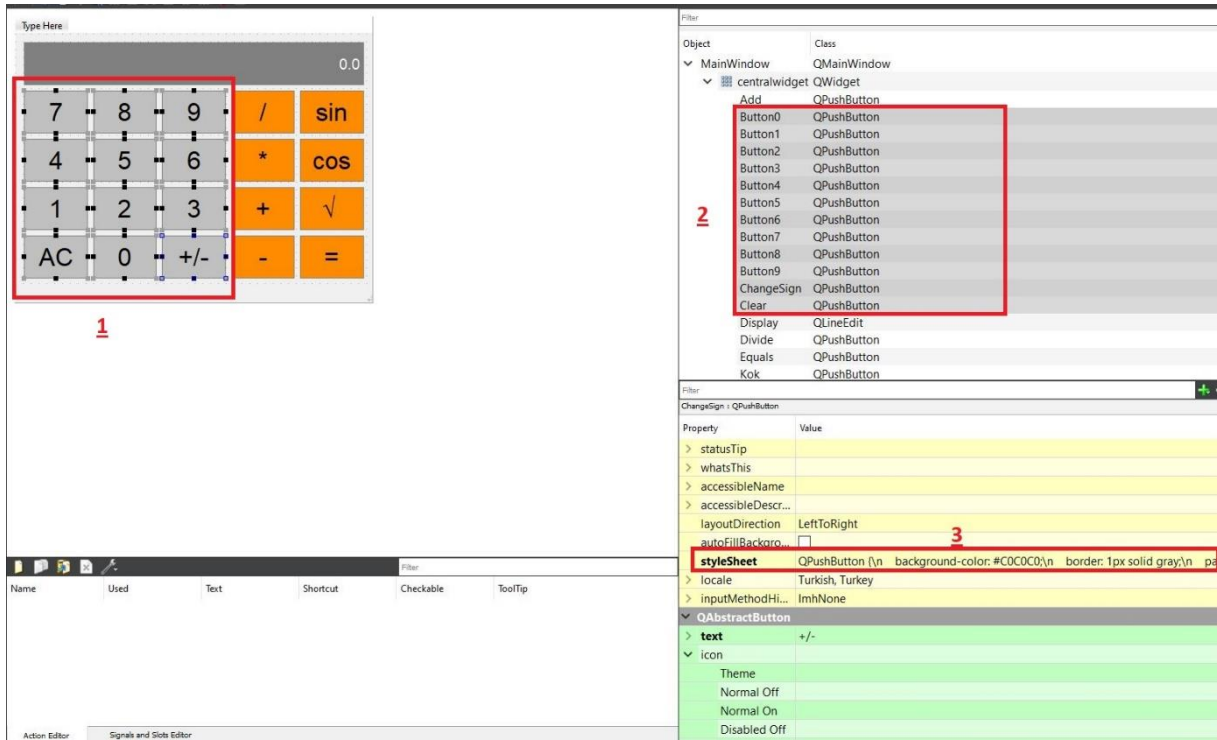 Type Here
0.0
7 8 9 / sin
4 5 6 * cos
1 2 3 + √
AC 0 +/- - =
1
Filter
Object Class
MainWindow QMainWindow
centralwidget QWidget
Add QPushButton
Button0 QPushButton
Button1 QPushButton
Button2 QPushButton
Button3 QPushButton
Button4 QPushButton
Button5 QPushButton
Button6 QPushButton
Button7 QPushButton
Button8 QPushButton
Button9 QPushButton
ChangeSign QPushButton
Clear QPushButton
2
Display QLineEdit
Divide QPushButton
Equals QPushButton
Kok QPushButton
Filter
ChangeSign : QPushButton
Property Value
statusTip
whatsThis
accessibleName
accessibleDescr...
layoutDirection LeftToRight
autoFillBackgro...
3
styleSheet QPushButton {\n background-color: #C0C0C0;\n border: 1px solid gray;\n pa
locale Turkish, Turkey
inputMethodHi... ImhNone
QAbstractButton
text +/-
icon
Theme
Normal Off
Normal On
Disabled Off
Filter
Name Used Text Shortcut Checkable ToolTip
Action Editor Signals and Slots Editor